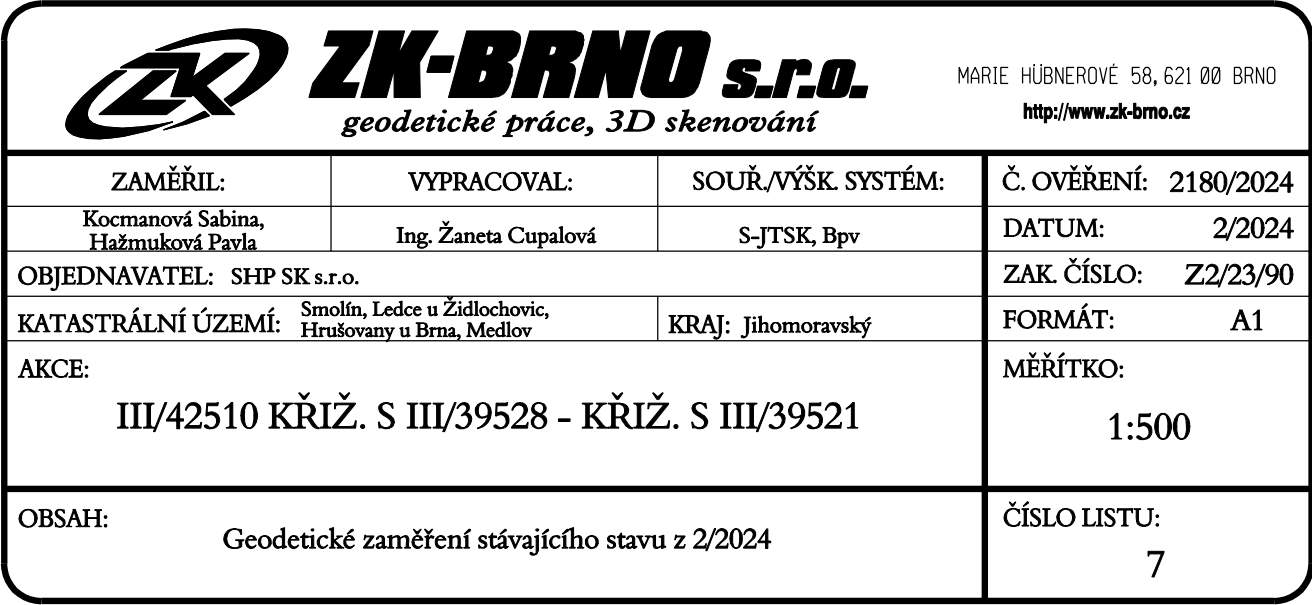 ZK
ZK-BRNO s.r.o.
geodetické práce, 3D skenování
MARIE HÜBNEROVÉ 58, 621 00 BRNO
http://www.zk-brno.cz
ZAMĚŘIL:
Kocmanová Sabina,
Hažmuková Pavla
VYPRACOVAL:
Ing. Žaneta Cupalová
SOUŘ./VÝŠK. SYSTÉM:
S-JTSK, Bpv
Č. OVĚŘENÍ: 2180/2024
DATUM: 2/2024
OBJEDNAVATEL: SHP SK s.r.o.
ZAK. ČÍSLO: Z2/23/90
KATASTRÁLNÍ ÚZEMÍ:
Smolín, Ledce u Židlochovic,
Hrušovany u Brna, Medlov
KRAJ: Jihomoravský
FORMÁT: A1
AKCE:
III/42510 KŘIŽ. S III/39528 - KŘIŽ. S III/39521
MĚŘÍTKO:
1:500
OBSAH:
Geodetické zaměření stávajícího stavu z 2/2024
ČÍSLO LISTU:
7